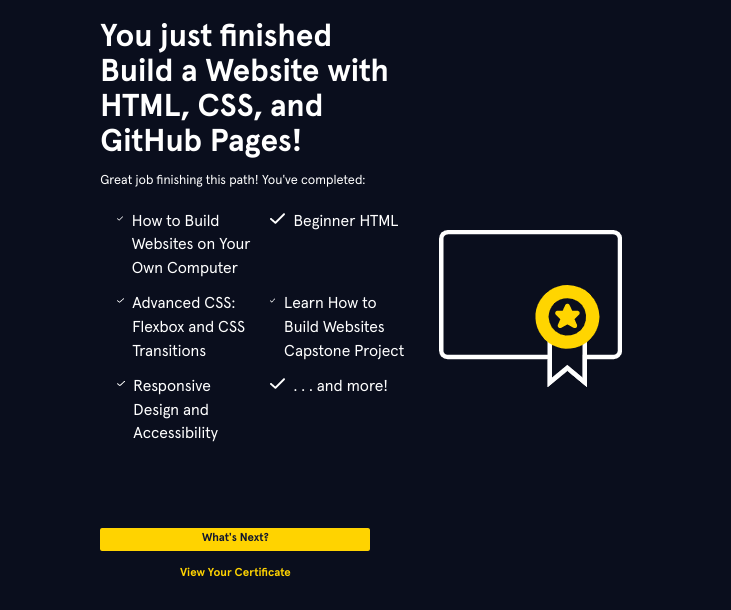 You just finished
Build a Website with
HTML, CSS, and
GitHub Pages!
Great job finishing this path! You've completed:
How to Build
Websites on Your
Own Computer
Beginner HTML
Advanced CSS:
Flexbox and CSS
Transitions
Learn How to
Build Websites
Capstone Project
Responsive
Design and
Accessibility
. . . and more!
What's Next?
View Your Certificate